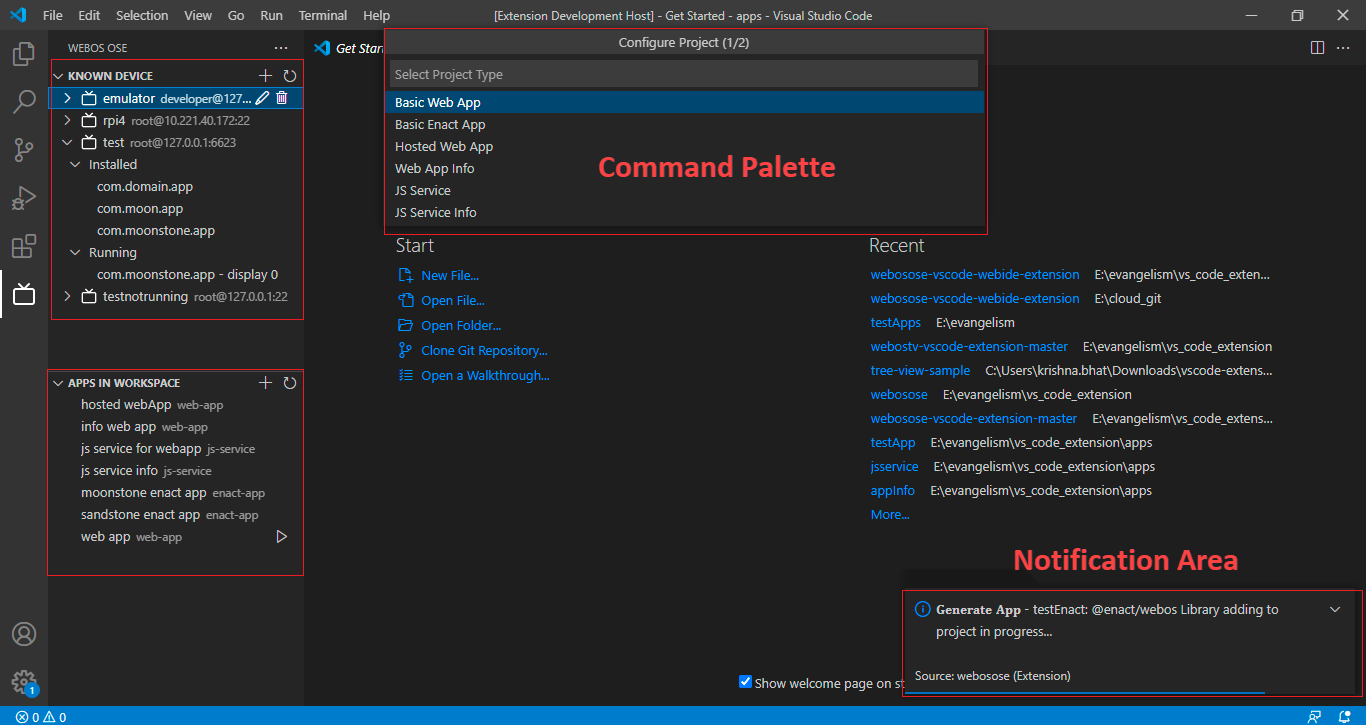 File Edit Selection View Go Run Terminal Help [Extension Development Host] - Get Started - apps - Visual Studio Code
WEBOS OSE
KNOWN DEVICE
emulator developer@127...
rpi4 root@10.221.40.172:22
test root@127.0.0.1:6623
Installed
com.domain.app
com.moon.app
com.moonstone.app
Running
com.moonstone.app - display 0
testnotrunning root@127.0.0.1:22
APPS IN WORKSPACE
hosted webApp web-app
info web app web-app
js service for webapp js-service
js service info js-service
moonstone enact app enact-app
sandstone enact app enact-app
web app web-app
Get Star
Configure Project (1/2)
Select Project Type
Basic Web App
Basic Enact App
Hosted Web App
Web App Info
JS Service
JS Service Info
Command Palette
Start
New File...
Open File...
Open Folder...
Clone Git Repository...
Open a Walkthrough...
Recent
webosose-vscode-webide-extension E:\evangelism\vs_code_exten...
webosose-vscode-webide-extension E:\cloud_git
testApps E:\evangelism
webostv-vscode-extension-master E:\evangelism\vs_code_extension
tree-view-sample C:\Users\krishna.bhat\Downloads\vscode-extens...
webosose E:\evangelism\vs_code_extension
webosose-vscode-extension-master E:\evangelism\vs_code_extens...
testApp E:\evangelism\vs_code_extension\apps
jsservice E:\evangelism\vs_code_extension\apps
appInfo E:\evangelism\vs_code_extension\apps
More...
Notification Area
Generate App - testEnact: @enact/webos Library adding to
project in progress...
Source: webosose (Extension)
Show welcome page on st
1
0 0